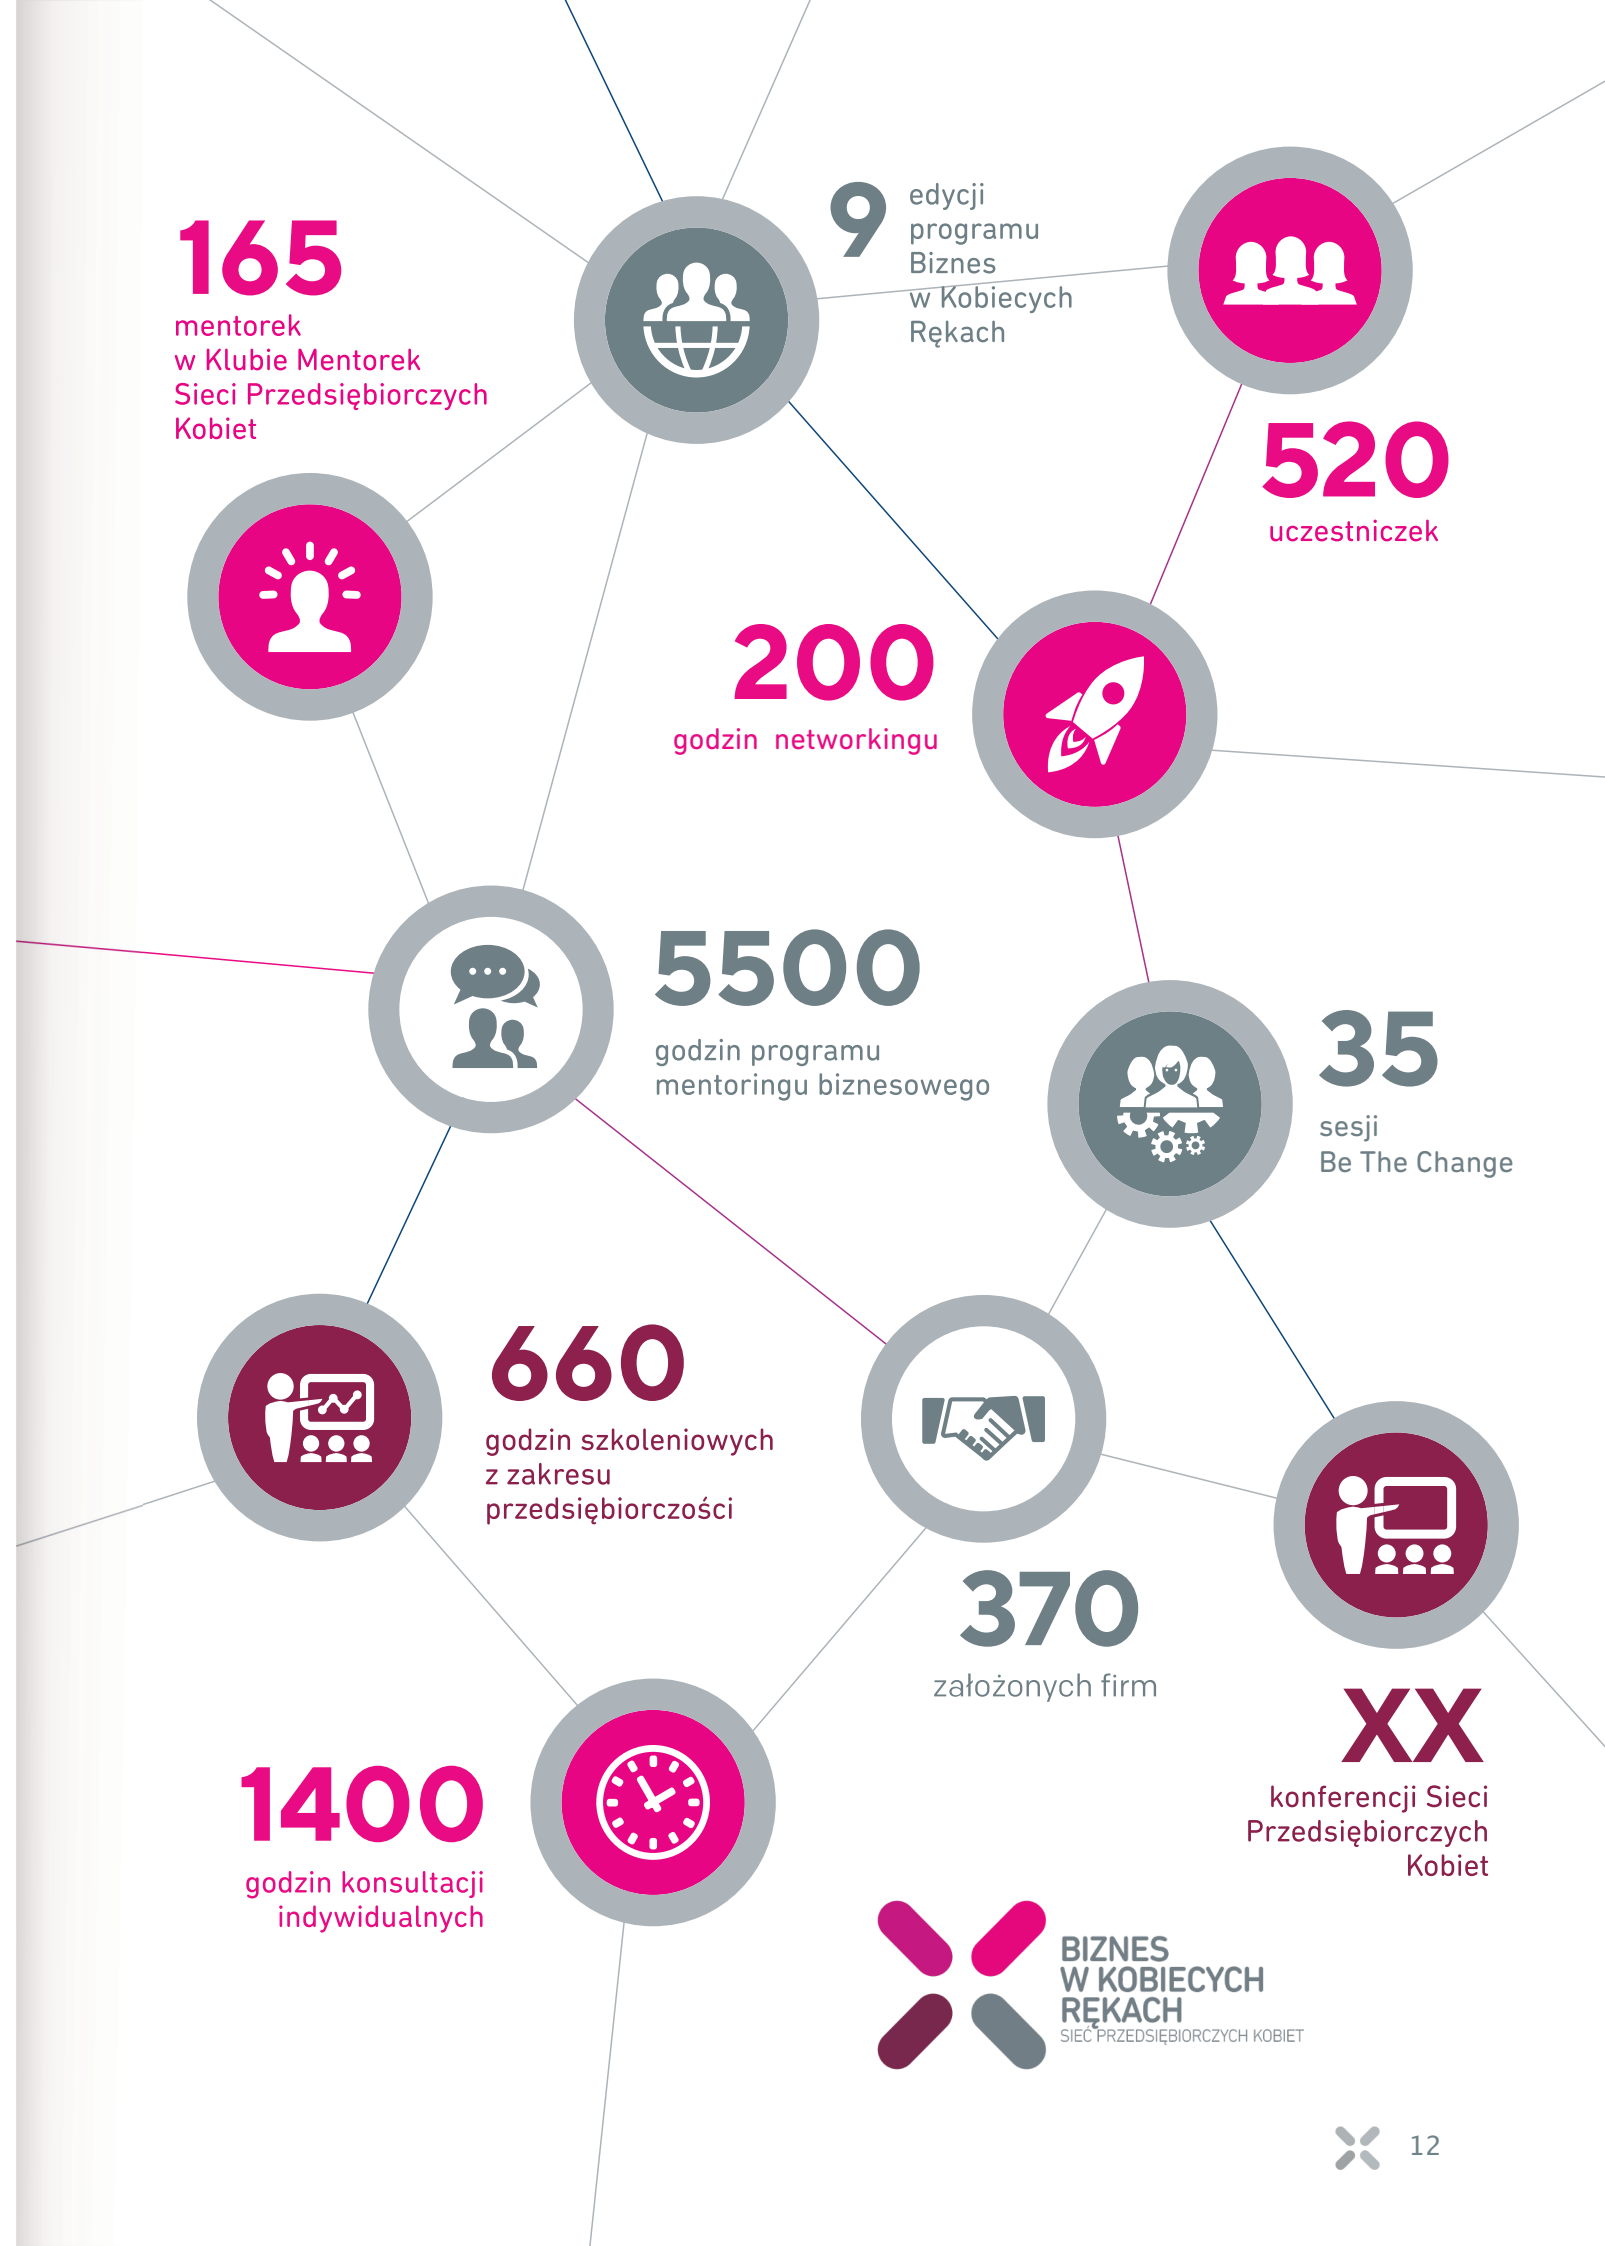 165
mentorek
w Klubie Mentorek
Sieci Przedsiębiorczych
Kobiet
9
edycji
programu
Biznes
w Kobiecych
Rękach
520
uczestniczek
200
godzin networkingu
5500
godzin programu
mentoringu biznesowego
35
sesji
Be The Change
660
godzin szkoleniowych
z zakresu
przedsiębiorczości
370
założonych firm
XX
konferencji Sieci
Przedsiębiorczych
Kobiet
1400
godzin konsultacji
indywidualnych
BIZNES
W KOBIECYCH
RĘKACH
SIEĆ PRZEDSIĘBIORCZYCH KOBIET
12